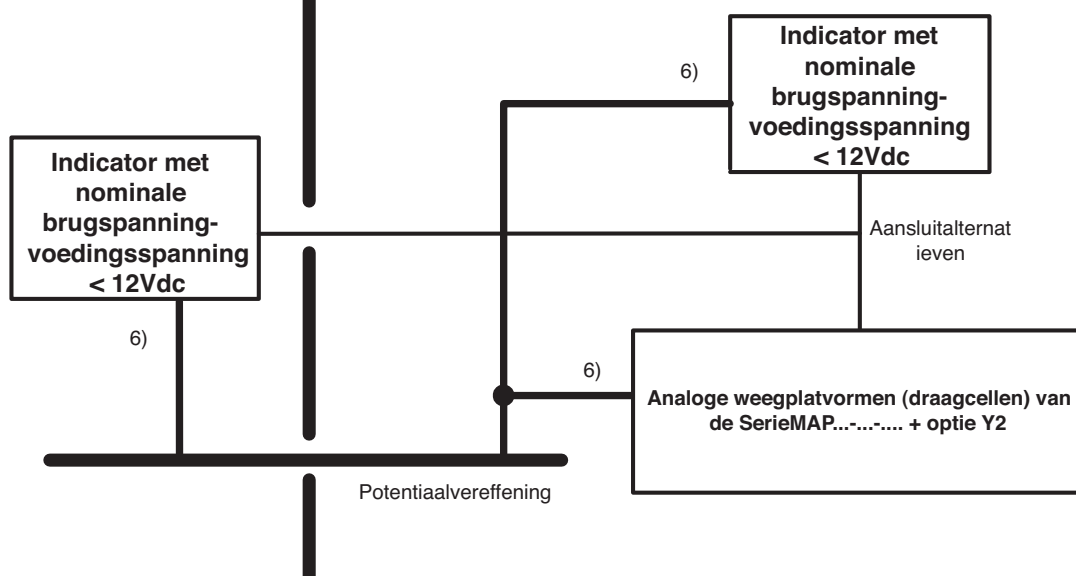 Indicator met
nominale
brugspanning-
voedingsspanning
< 12Vdc
6)
6)
Indicator met
nominale
brugspanning-
voedingsspanning
< 12Vdc
Aansluitalternat
ieven
6)
Analoge weegplatvormen (draagcellen) van
de SerieMAP...-...-.... + optie Y2
Potentiaalvereffening